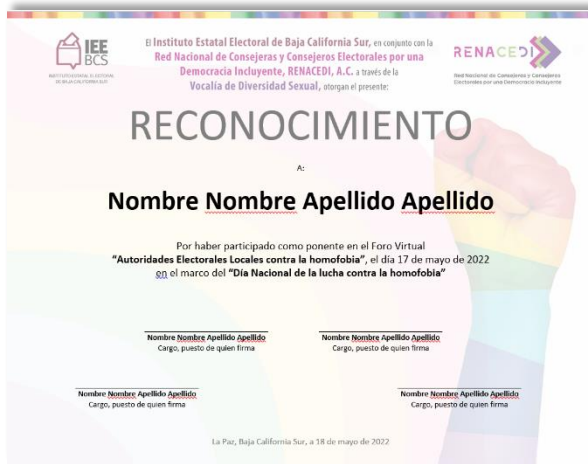 IEE
BCS
INSTITUTO ESTATAL ELECTORAL
DE BAJA CALIFORNIA SUR
El Instituto Estatal Electoral de Baja California Sur, en conjunto con la
Red Nacional de Consejeras y Consejeros Electorales por una
Democracia Incluyente, RENACEDI, A.C. a través de la
Vocalía de Diversidad Sexual, otorgan el presente:
RENACEDI
Red Nacional de Consejeras y Consejeros
Electorales por una Democracia Incluyente
RECONOCIMIENTO
A:
Nombre Nombre Apellido Apellido
Por haber participado como ponente en el Foro Virtual
“Autoridades Electorales Locales contra la homofobia”, el día 17 de mayo de 2022
en el marco del “Día Nacional de la lucha contra la homofobia”
Nombre Nombre Apellido Apellido
Cargo, puesto de quien firma
Nombre Nombre Apellido Apellido
Cargo, puesto de quien firma
Nombre Nombre Apellido Apellido
Cargo, puesto de quien firma
Nombre Nombre Apellido Apellido
Cargo, puesto de quien firma
La Paz, Baja California Sur, a 18 de mayo de 2022